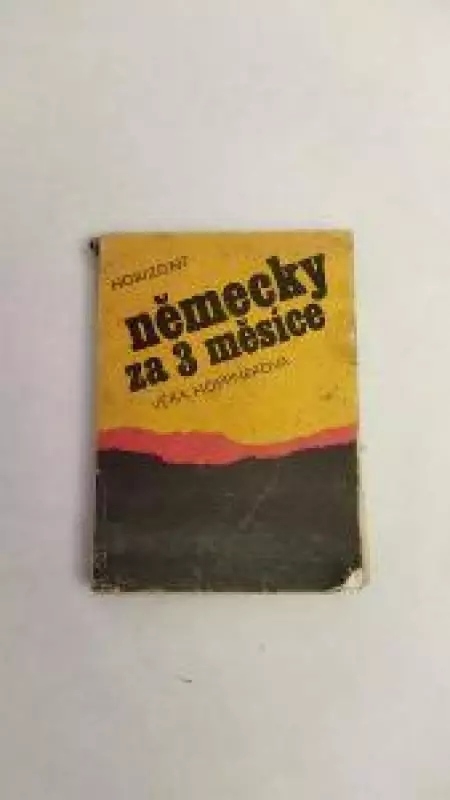 HORIZONT
německy
za 3 měsíce
VĚRA HÖPPNEROVÁ